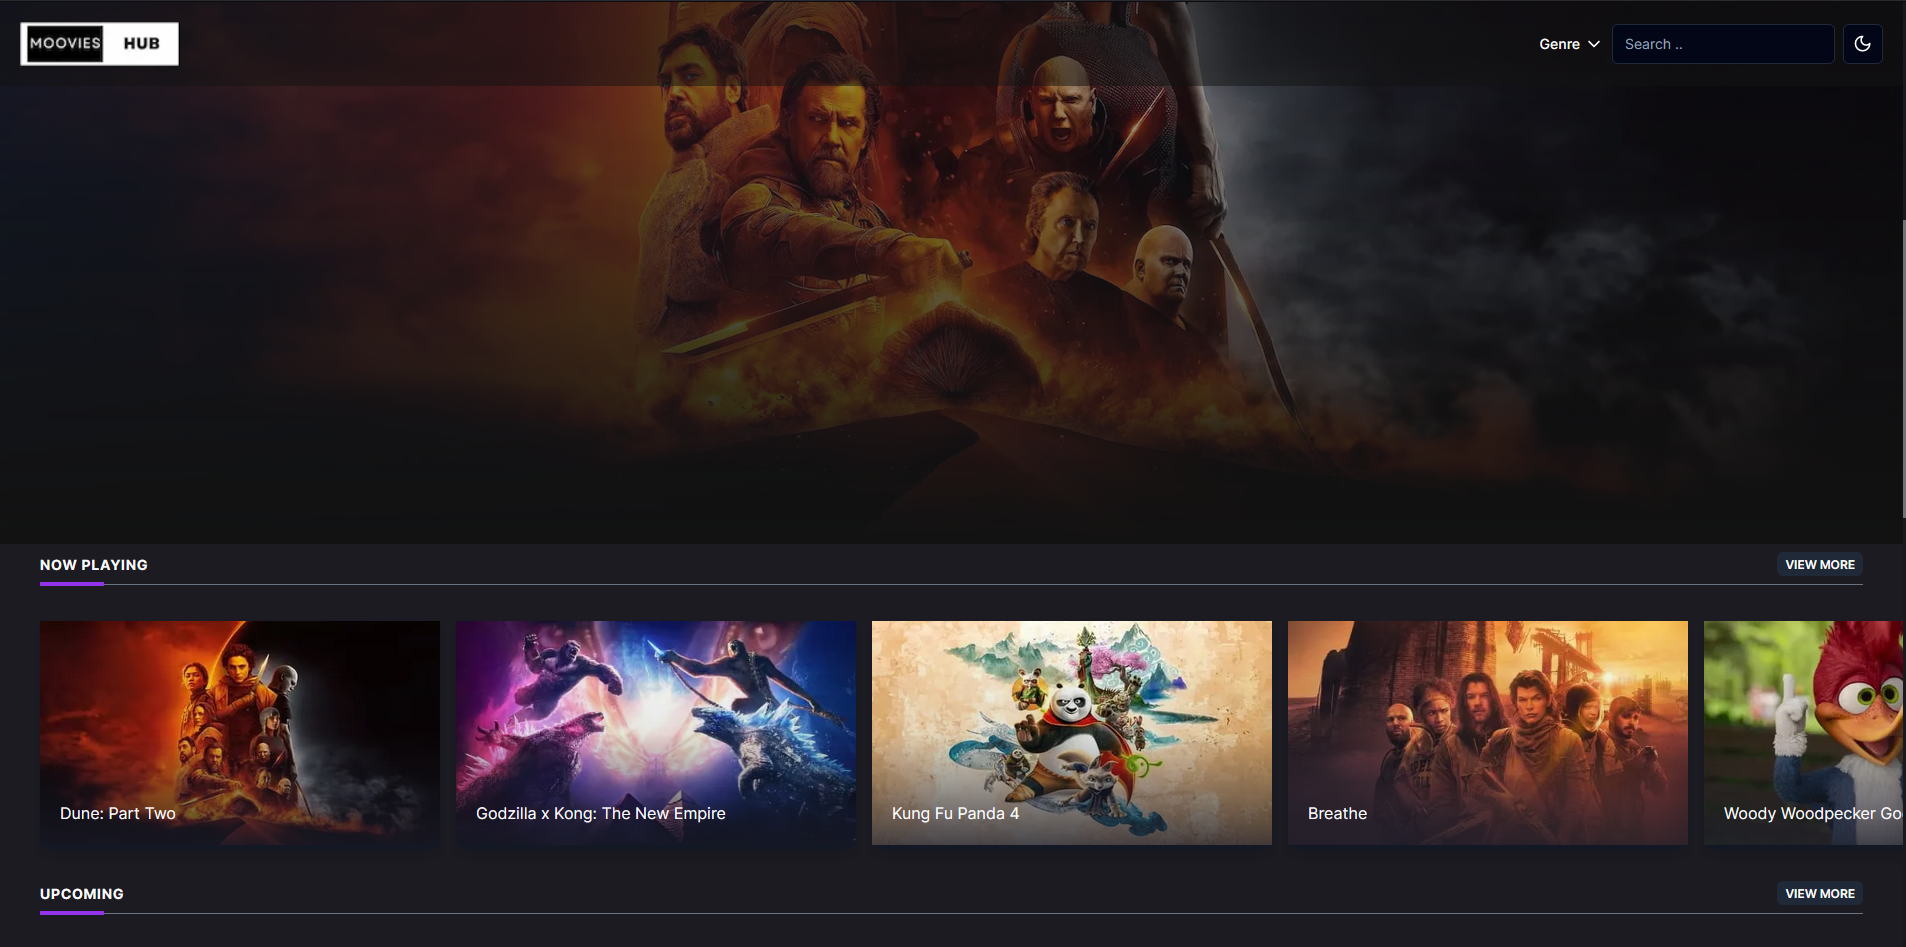 MOOVIES HUB
Genre
Search ..
NOW PLAYING
VIEW MORE
Dune: Part Two
Godzilla x Kong: The New Empire
Kung Fu Panda 4
Breathe
Woody Woodpecker Go
UPCOMING
VIEW MORE